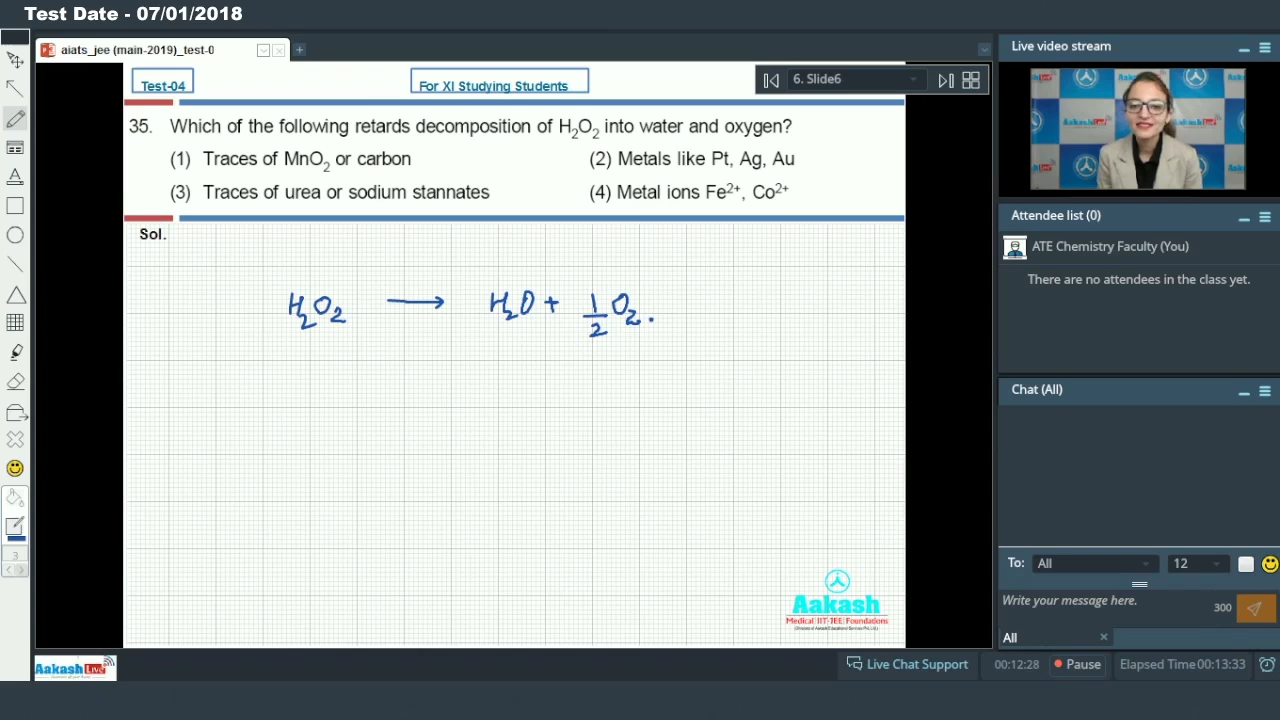 Test Date - 07/01/2018
aiats_jee (main-2019)_test-0
Test-04
For XI Studying Students
6. Slide6
35. Which of the following retards decomposition of H₂O₂ into water and oxygen?
(1) Traces of MnO₂ or carbon
(2) Metals like Pt, Ag, Au
(3) Traces of urea or sodium stannates
(4) Metal ions Fe²⁺, Co²⁺
Sol.
H₂O₂ ⟶ H₂O + 1/2 O₂.
Aakash
Medical|IIT-JEE|Foundations
Live video stream
Attendee list (0)
ATE Chemistry Faculty (You)
There are no attendees in the class yet.
Chat (All)
To: All 12
Write your message here. 300
All
Aakash Live
Live Chat Support 00:12:28 Pause Elapsed Time 00:13:33
3